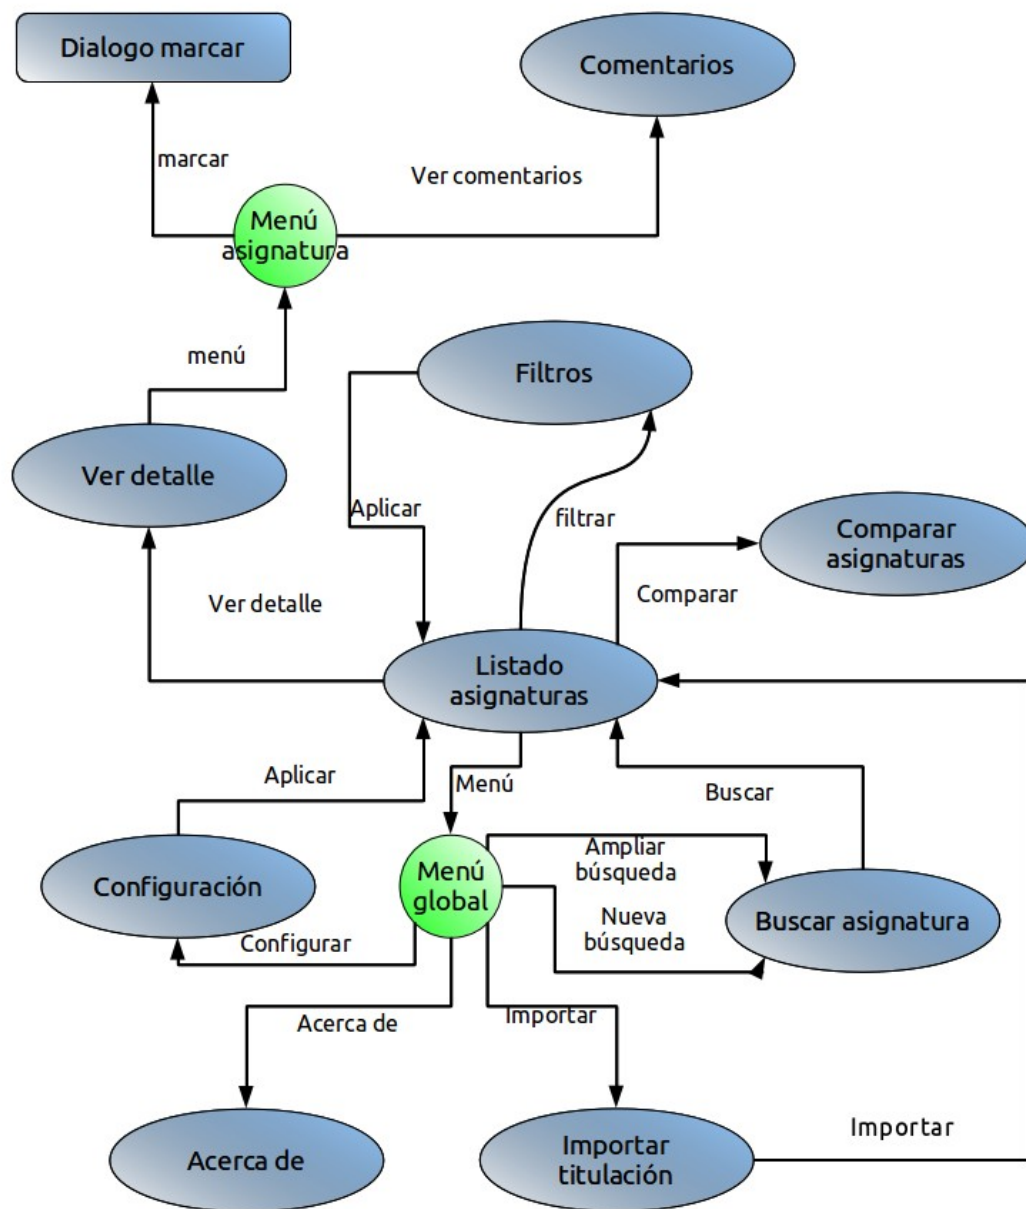 Dialogo marcar
Comentarios
marcar
Ver comentarios
Menú
asignatura
menú
Filtros
Ver detalle
Aplicar
filtrar
Comparar
asignaturas
Ver detalle
Comparar
Listado
asignaturas
Aplicar
Menú
Buscar
Ampliar
búsqueda
Menú
global
Configuración
Nueva
búsqueda
Buscar asignatura
Configurar
Acerca de
Importar
Importar
Acerca de
Importar
titulación